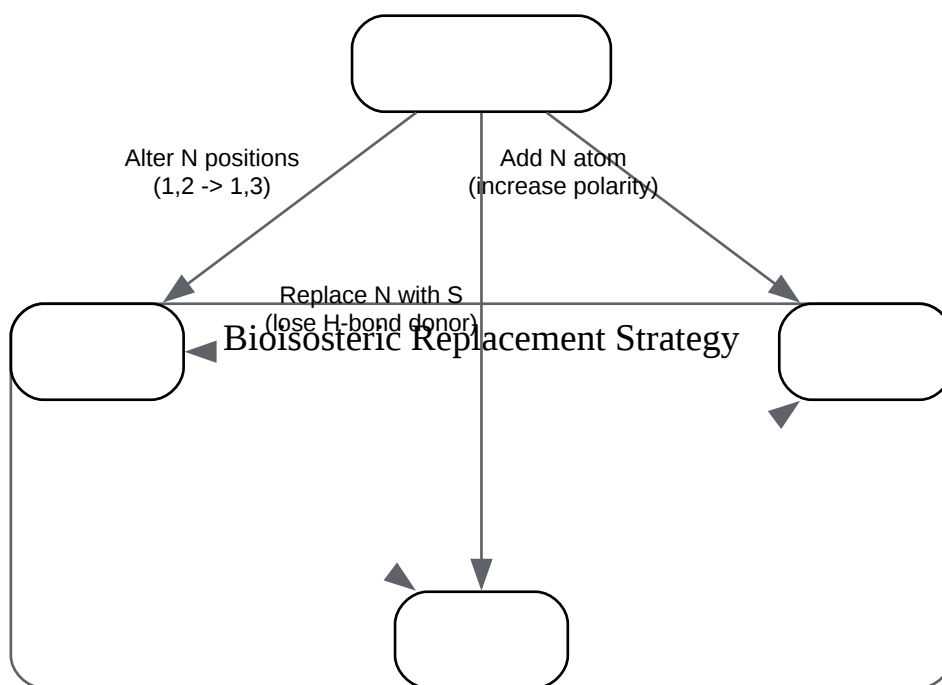 Alter N positions
(1,2 -> 1,3)
Add N atom
(increase polarity)
Replace N with S
(lose H-bond donor)
Bioisosteric Replacement Strategy